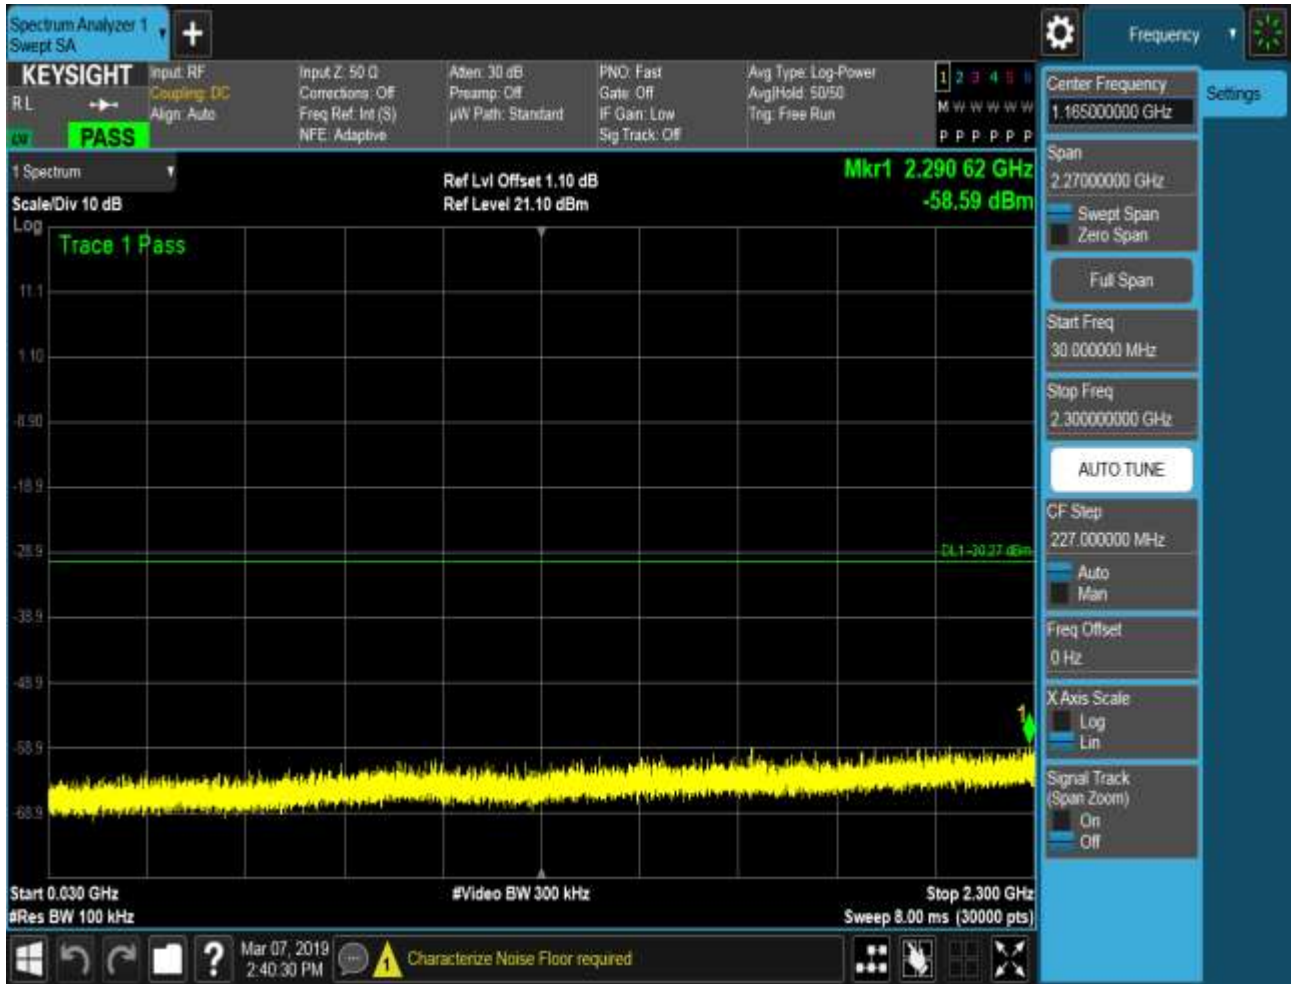 Spectrum Analyzer 1
Swept SA
+
Frequency
KEYSIGHT
R L
PASS
Input: RF
Coupling: DC
Align: Auto
Input Z: 50 Ω
Corrections: Off
Freq Ref: Int (S)
NFE: Adaptive
Atten: 30 dB
Preamp: Off
µW Path: Standard
PNO: Fast
Gate: Off
IF Gain: Low
Sig Track: Off
Avg Type: Log-Power
Avg|Hold: 50/50
Trig: Free Run
1 2 3 4 5 6
M W W W W W
P P P P P P
1 Spectrum
Scale/Div 10 dB
Log
Ref Lvl Offset 1.10 dB
Ref Level 21.10 dBm
Mkr1 2.290 62 GHz
-58.59 dBm
Trace 1 Pass
11.1
1.10
-8.90
-18.9
-28.9
DL1 -30.27 dBm
-38.9
-48.9
1
-58.9
-68.9
Start 0.030 GHz
#Res BW 100 kHz
#Video BW 300 kHz
Stop 2.300 GHz
Sweep 8.00 ms (30000 pts)
Center Frequency
1.165000000 GHz
Settings
Span
2.27000000 GHz
Swept Span
Zero Span
Full Span
Start Freq
30.000000 MHz
Stop Freq
2.300000000 GHz
AUTO TUNE
CF Step
227.000000 MHz
Auto
Man
Freq Offset
0 Hz
X Axis Scale
Log
Lin
Signal Track
(Span Zoom)
On
Off
?
Mar 07, 2019
2:40:30 PM
1
Characterize Noise Floor required